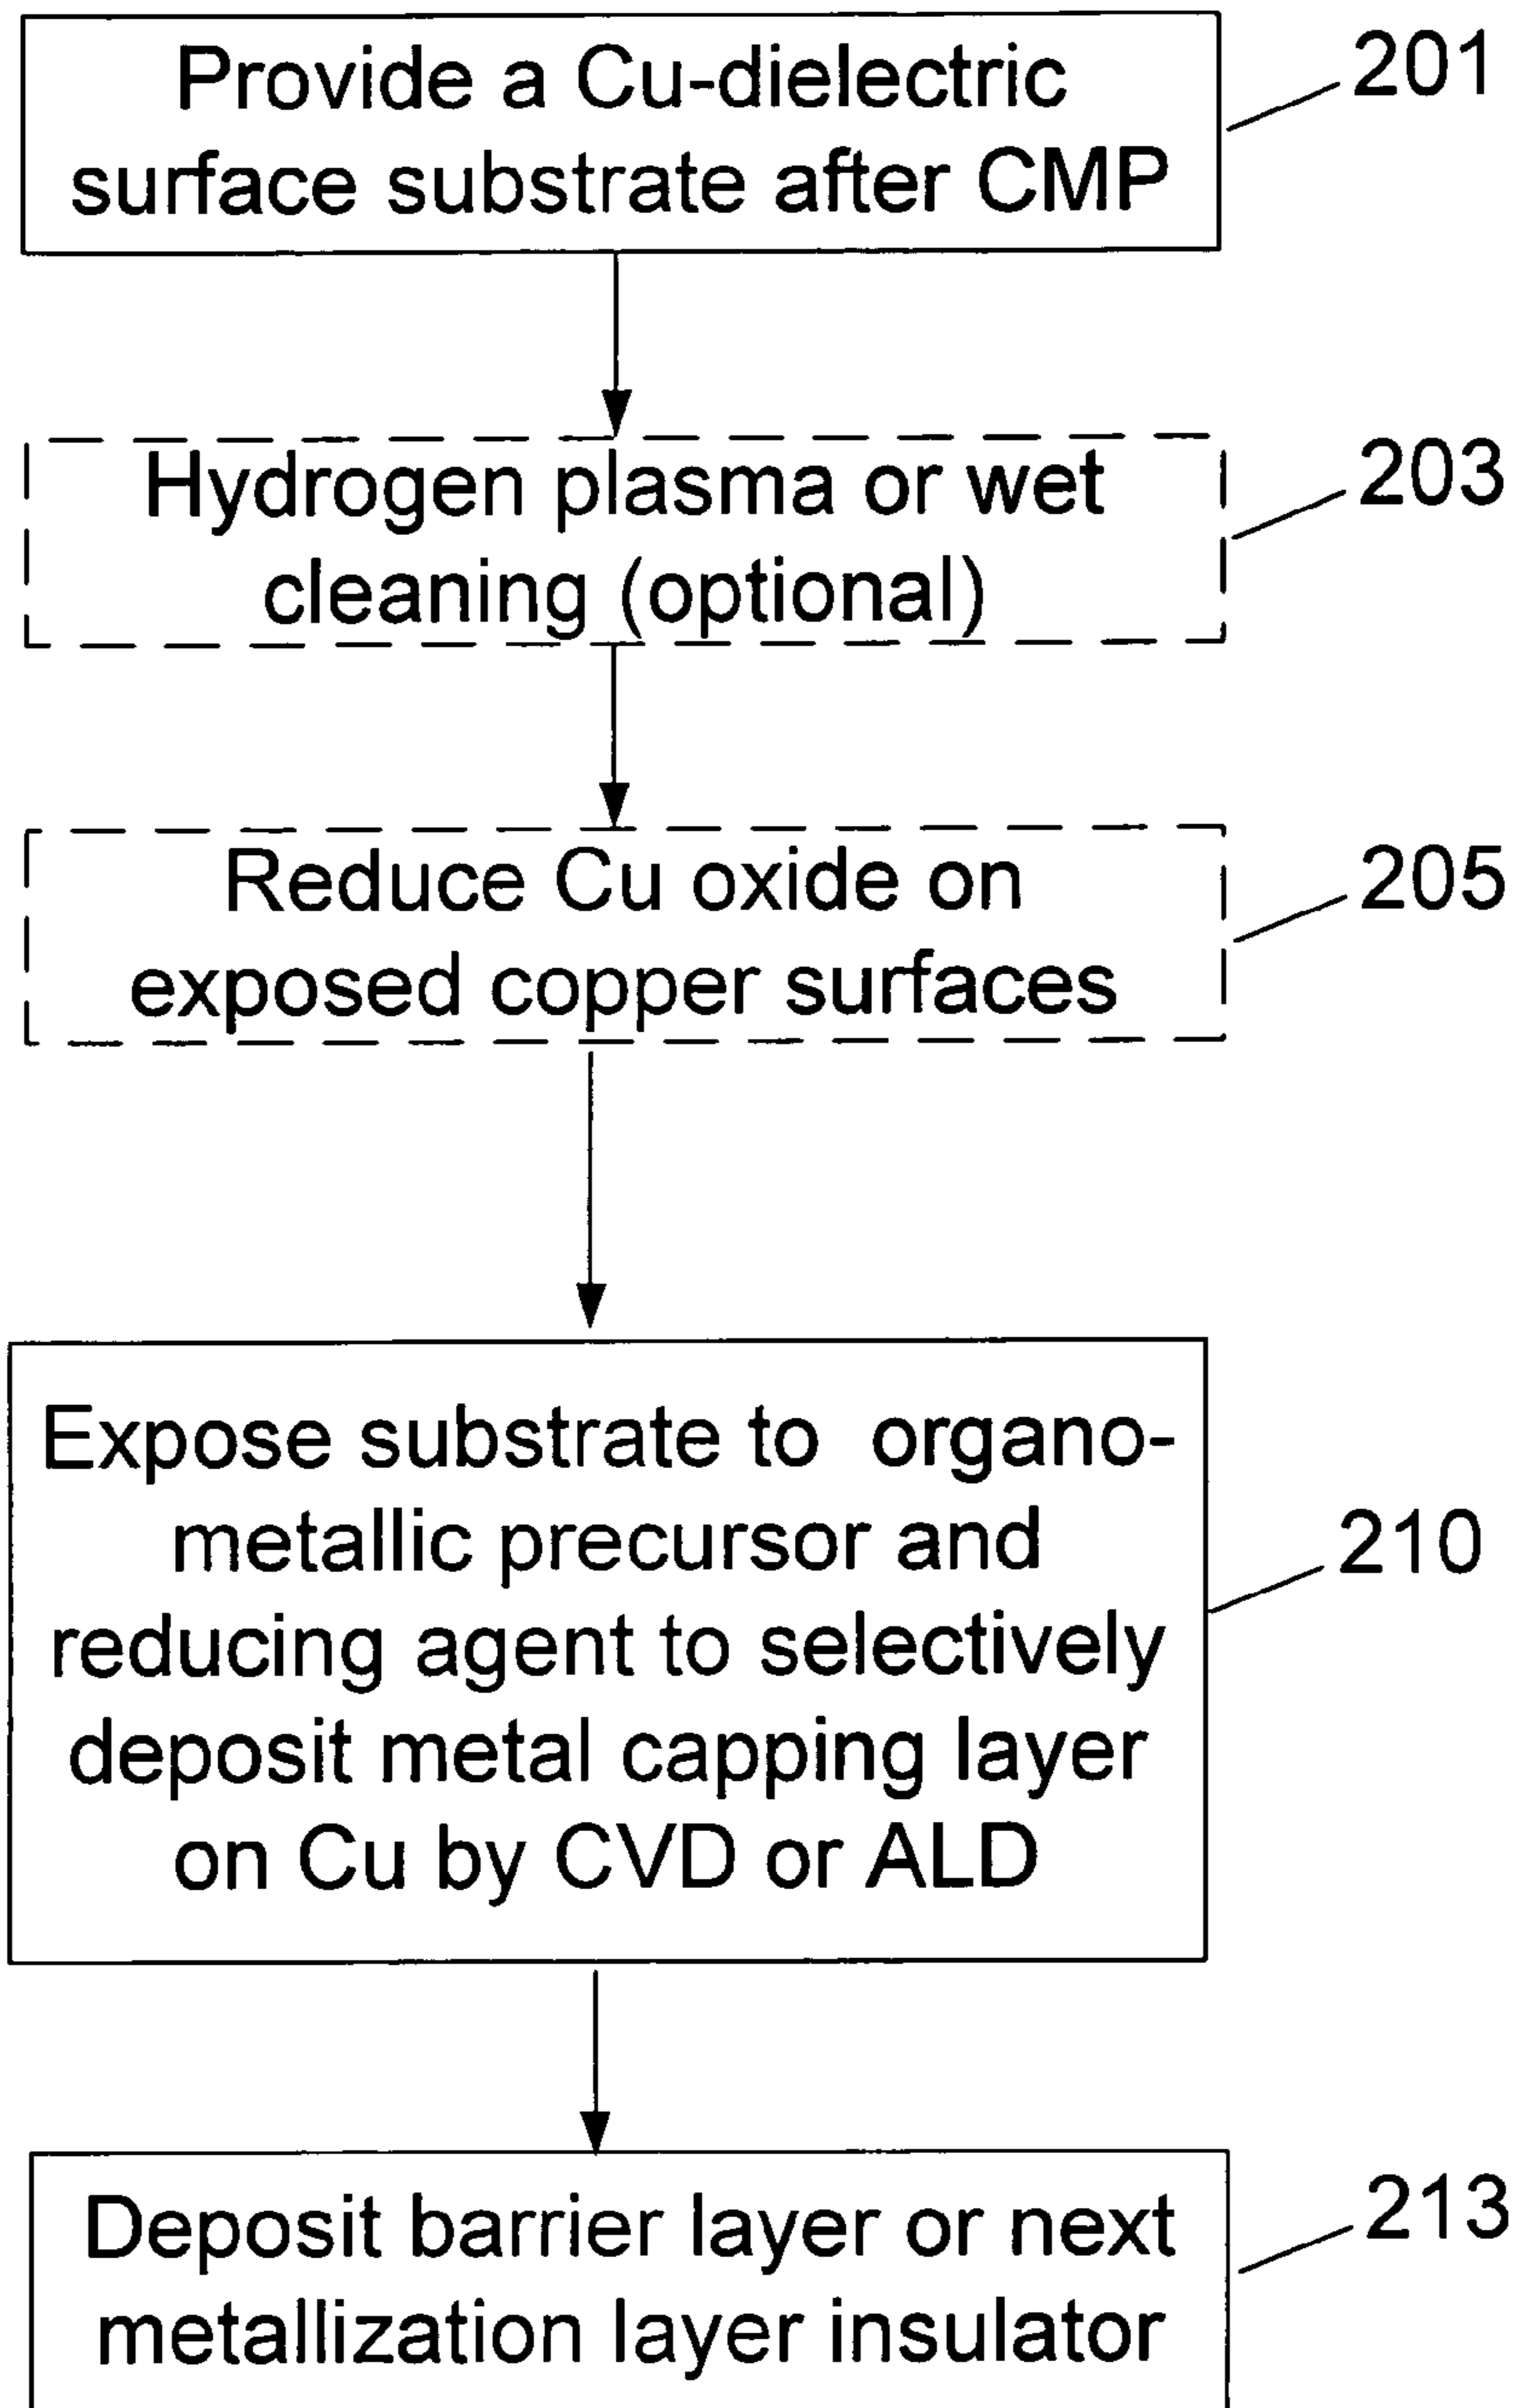 Provide a Cu-dielectric
surface substrate after CMP
201
Hydrogen plasma or wet
cleaning (optional)
203
Reduce Cu oxide on
exposed copper surfaces
205
Expose substrate to organo-
metallic precursor and
reducing agent to selectively
deposit metal capping layer
on Cu by CVD or ALD
210
Deposit barrier layer or next
metallization layer insulator
213